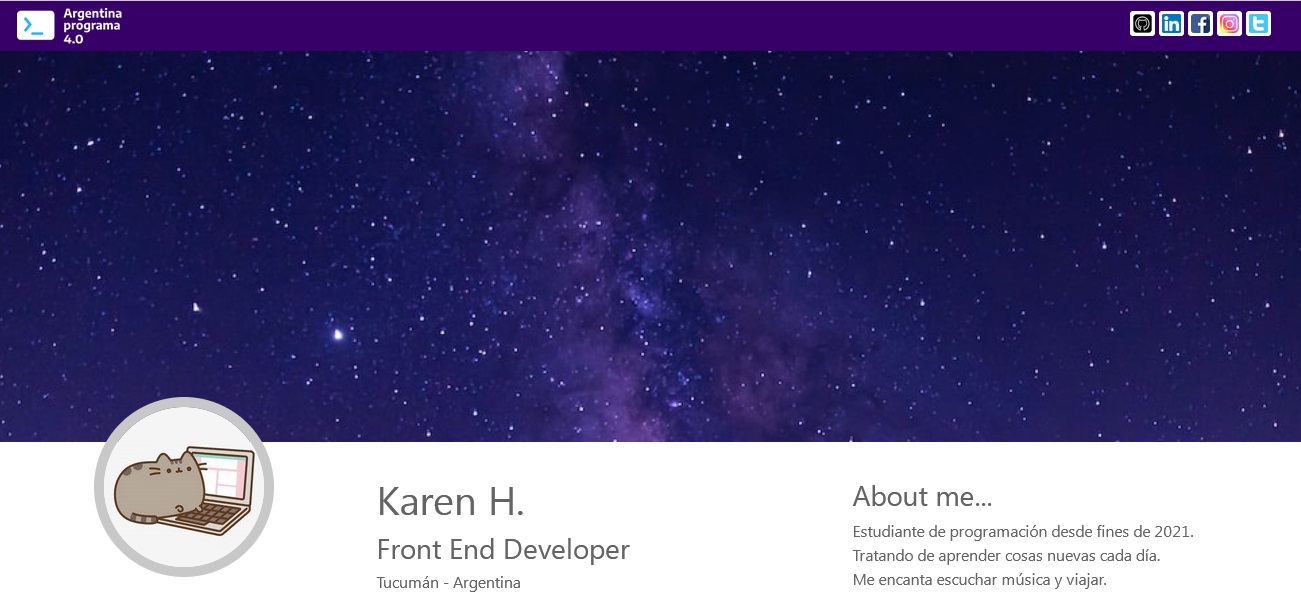 Argentina
programa
4.0
Karen H.
Front End Developer
Tucumán - Argentina
About me...
Estudiante de programación desde fines de 2021.
Tratando de aprender cosas nuevas cada día.
Me encanta escuchar música y viajar.